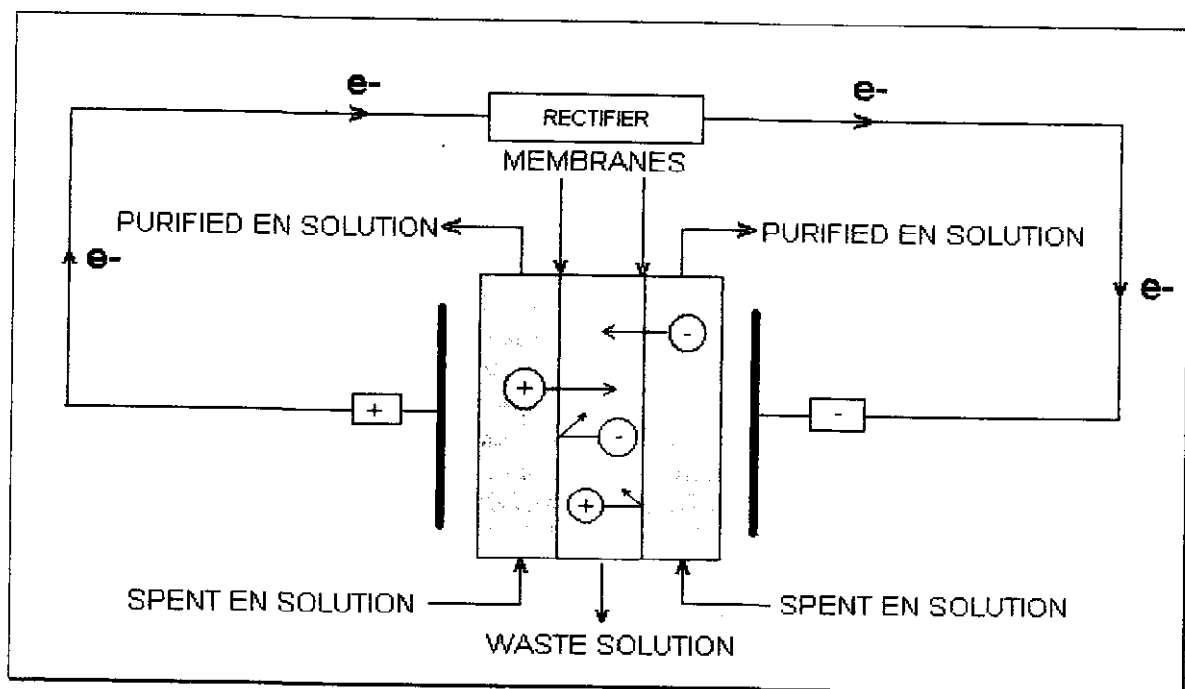 e-
e-
RECTIFIER
MEMBRANES
PURIFIED EN SOLUTION
PURIFIED EN SOLUTION
e-
e-
-
+
+
-
-
+
SPENT EN SOLUTION
SPENT EN SOLUTION
WASTE SOLUTION